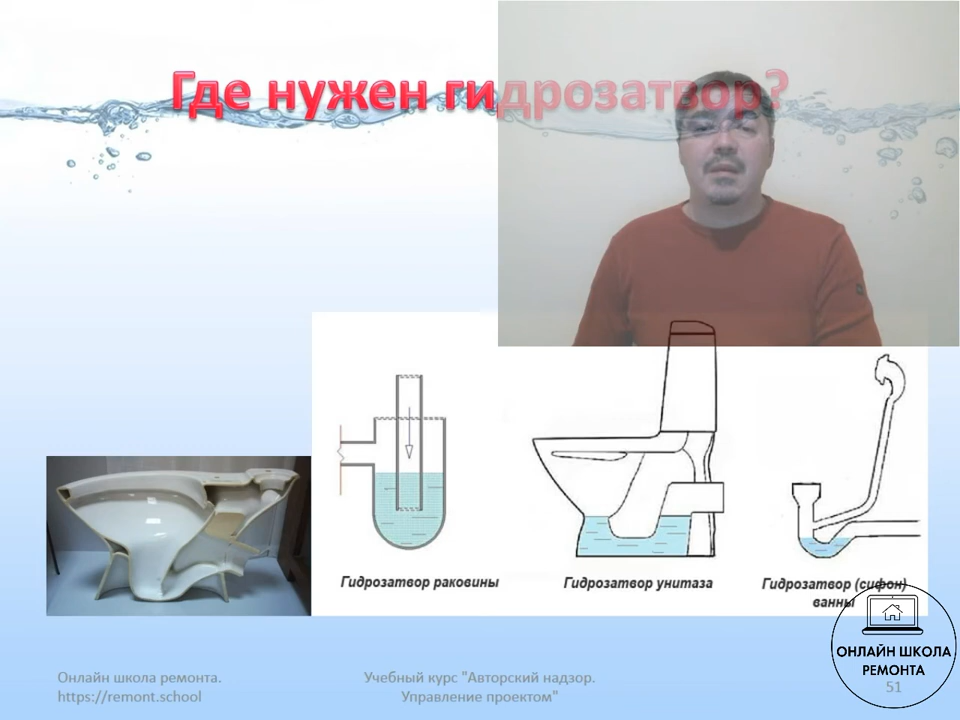 Где нужен гидрозатвор?
Гидрозатвор раковины
Гидрозатвор унитаза
Гидрозатвор (сифон)
ванны
Онлайн школа ремонта.
https://remont.school
Учебный курс "Авторский надзор.
Управление проектом"
ОНЛАЙН ШКОЛА
РЕМОНТА
51